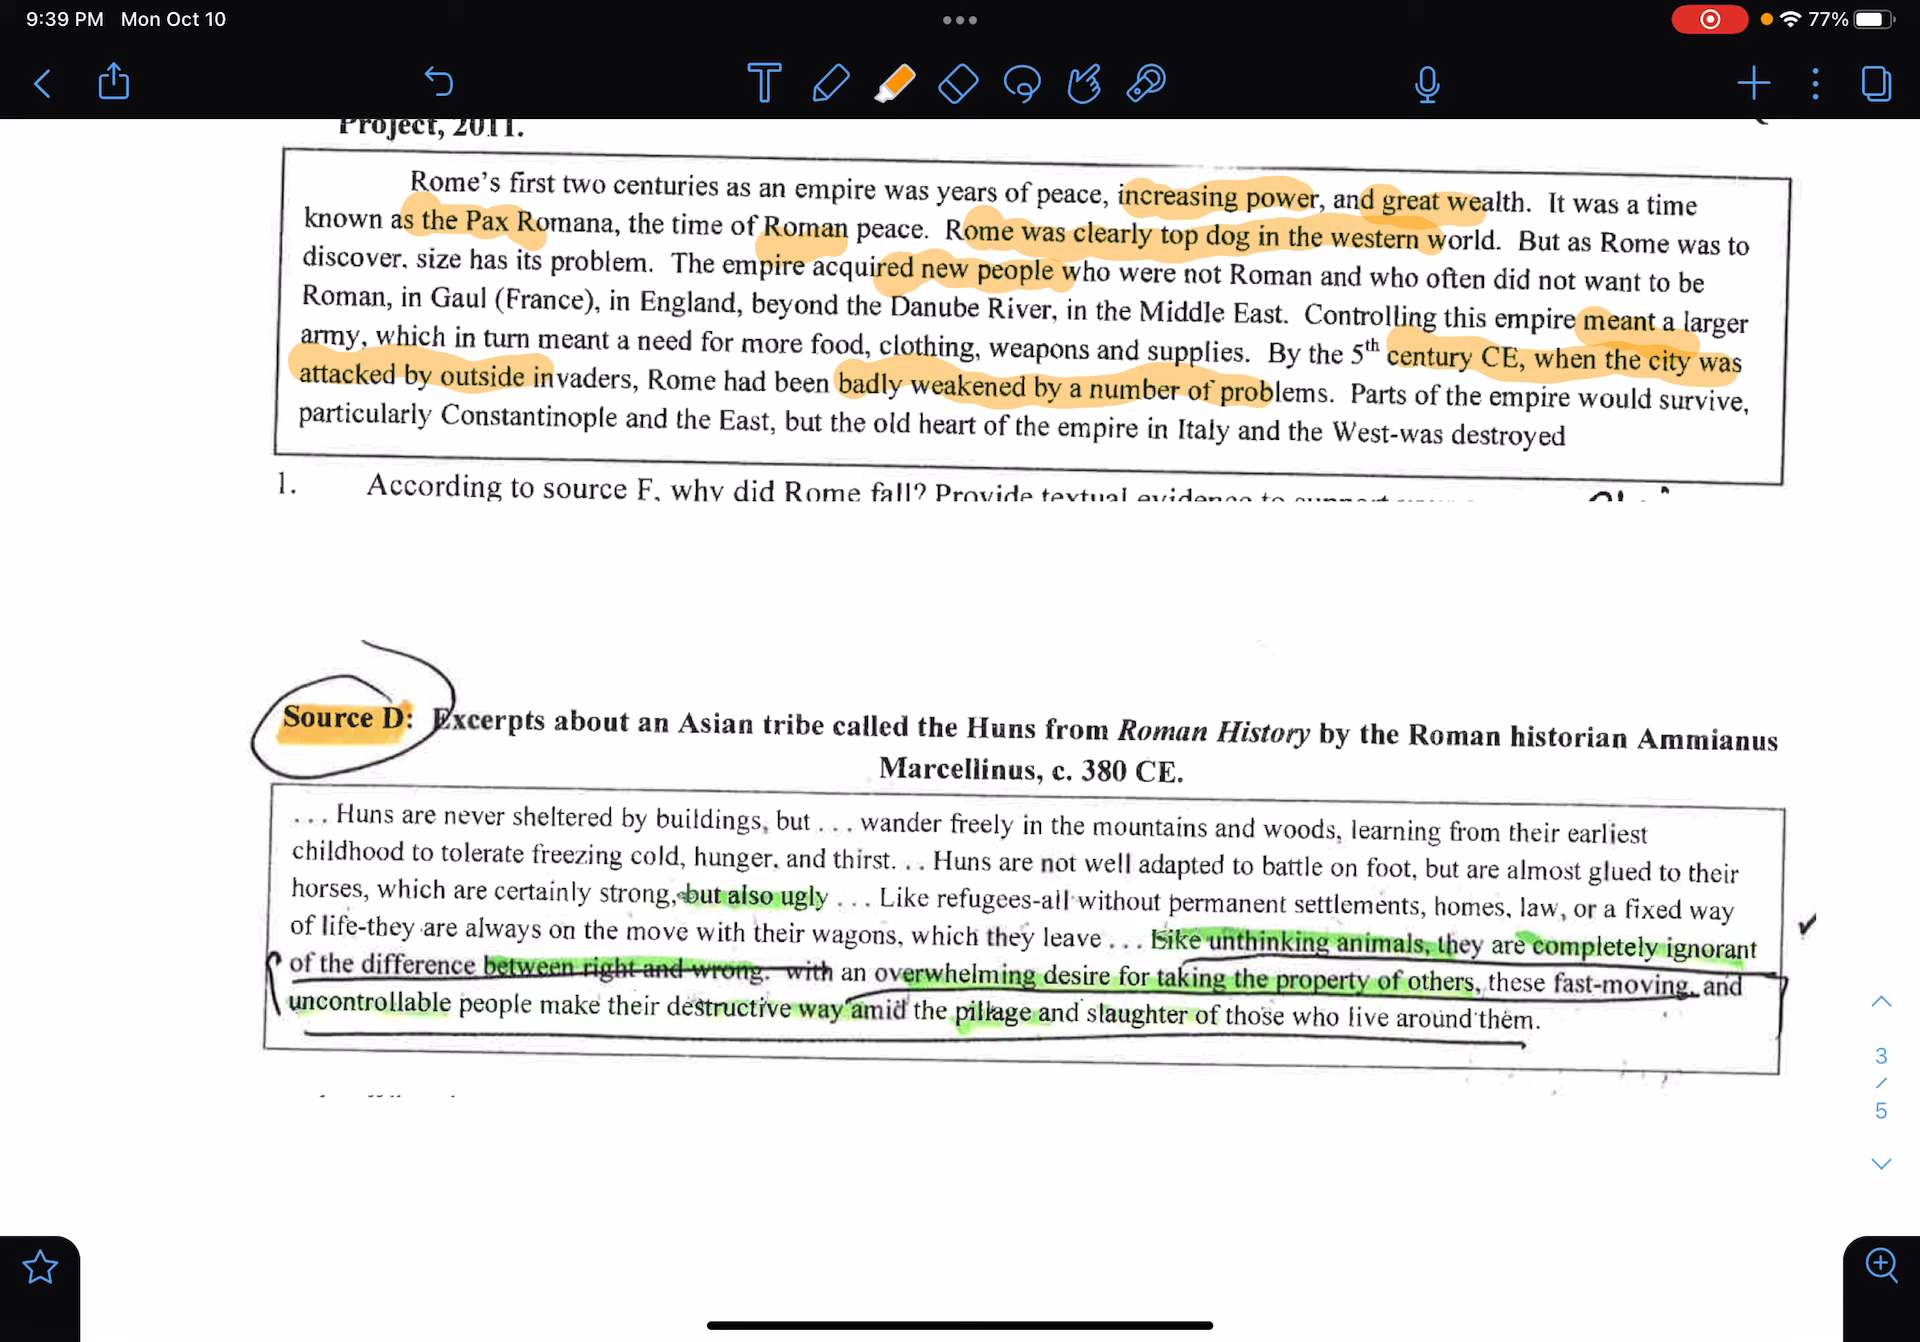 9:39 PM Mon Oct 10
77%
Project, 2011.
Rome's first two centuries as an empire was years of peace, increasing power, and great wealth. It was a time
known as the Pax Romana, the time of Roman peace. Rome was clearly top dog in the western world. But as Rome was to
discover, size has its problem. The empire acquired new people who were not Roman and who often did not want to be
Roman, in Gaul (France), in England, beyond the Danube River, in the Middle East. Controlling this empire meant a larger
army, which in turn meant a need for more food, clothing, weapons and supplies. By the 5th century CE, when the city was
attacked by outside invaders, Rome had been badly weakened by a number of problems. Parts of the empire would survive,
particularly Constantinople and the East, but the old heart of the empire in Italy and the West-was destroyed
1. According to source F, why did Rome fall? Provide textual evidence to support
Source D: Excerpts about an Asian tribe called the Huns from Roman History by the Roman historian Ammianus
Marcellinus, c. 380 CE.
... Huns are never sheltered by buildings, but ... wander freely in the mountains and woods, learning from their earliest
childhood to tolerate freezing cold, hunger, and thirst... Huns are not well adapted to battle on foot, but are almost glued to their
horses, which are certainly strong, but also ugly ... Like refugees-all without permanent settlements, homes, law, or a fixed way
of life-they are always on the move with their wagons, which they leave ... Like unthinking animals, they are completely ignorant
of the difference between right and wrong. with an overwhelming desire for taking the property of others, these fast-moving, and
uncontrollable people make their destructive way amid the pillage and slaughter of those who live around them.
3
/
5